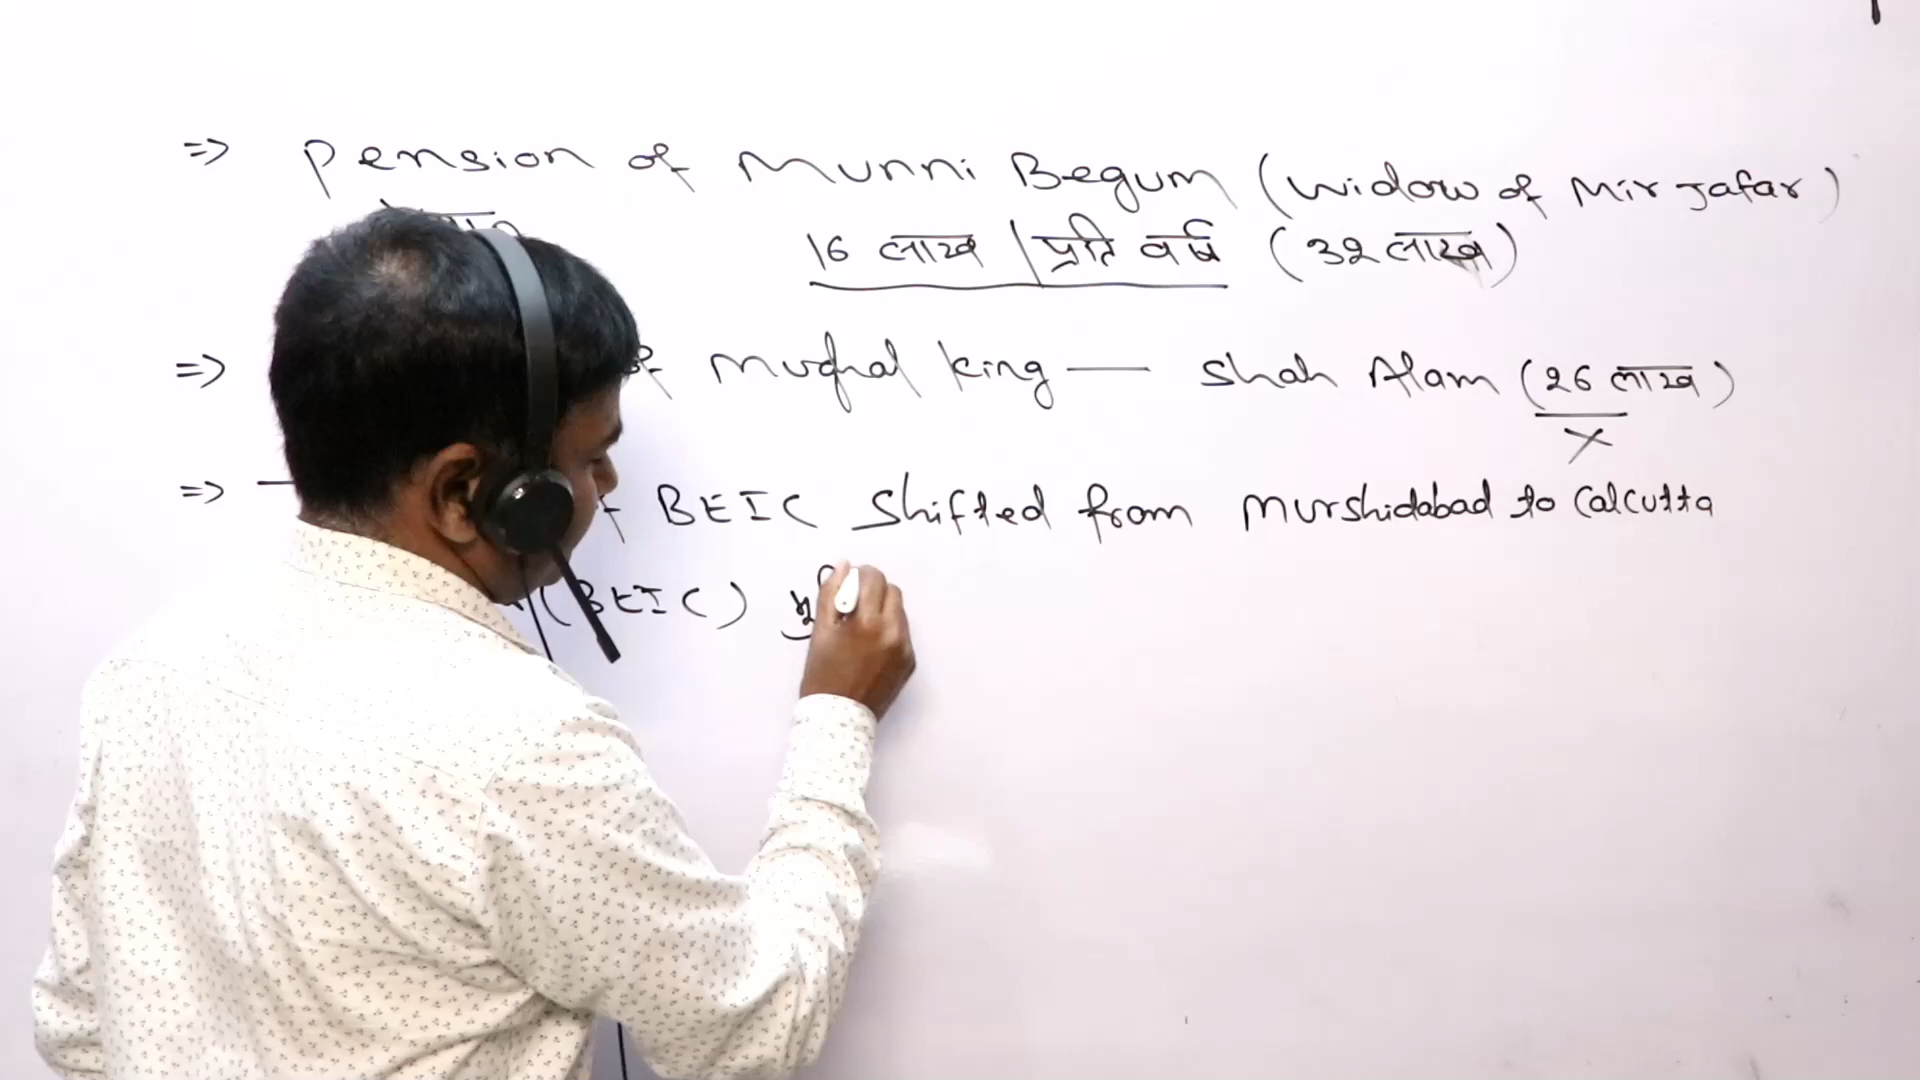 => Pension of Munni Begum (widow of Mir Jafar)
16 लाख | प्रति वर्ष (32 लाख)
=> Mughal King — Shah Alam (26 लाख)
X
=> BEIC Shifted from Murshidabad to Calcutta
(BEIC)